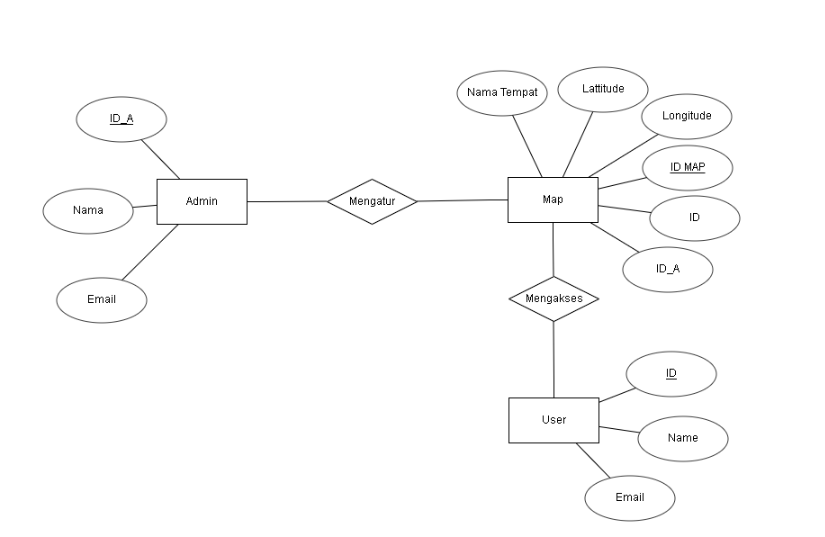 Nama Tempat
Lattitude
Longitude
ID_A
ID MAP
Nama
Admin
Mengatur
Map
ID
ID_A
Email
Mengakses
ID
User
Name
Email